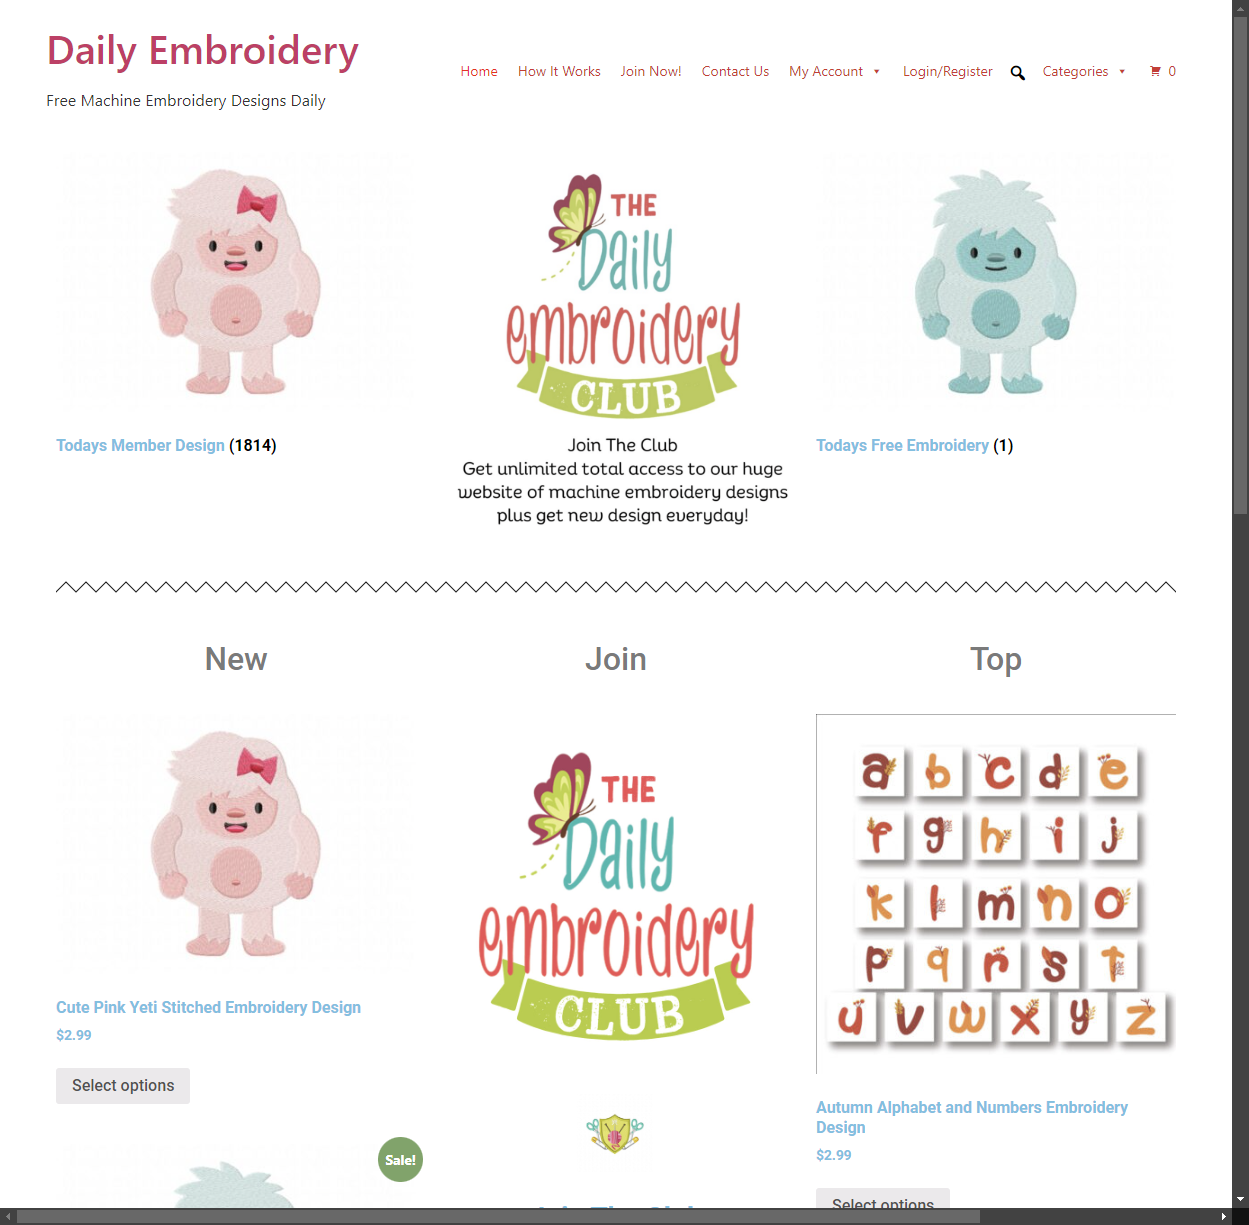 Daily Embroidery
Free Machine Embroidery Designs Daily
Home How It Works Join Now! Contact Us My Account Login/Register Categories 0
THE
Daily
embroidery
CLUB
Todays Member Design (1814)
Join The Club
Get unlimited total access to our huge
website of machine embroidery designs
plus get new design everyday!
Todays Free Embroidery (1)
New
Join
Top
Cute Pink Yeti Stitched Embroidery Design
$2.99
Select options
Sale!
THE
Daily
embroidery
CLUB
a b c d e
f g h i j
k l m n o
p q r s t
u v w x y z
Autumn Alphabet and Numbers Embroidery
Design
$2.99
Select options